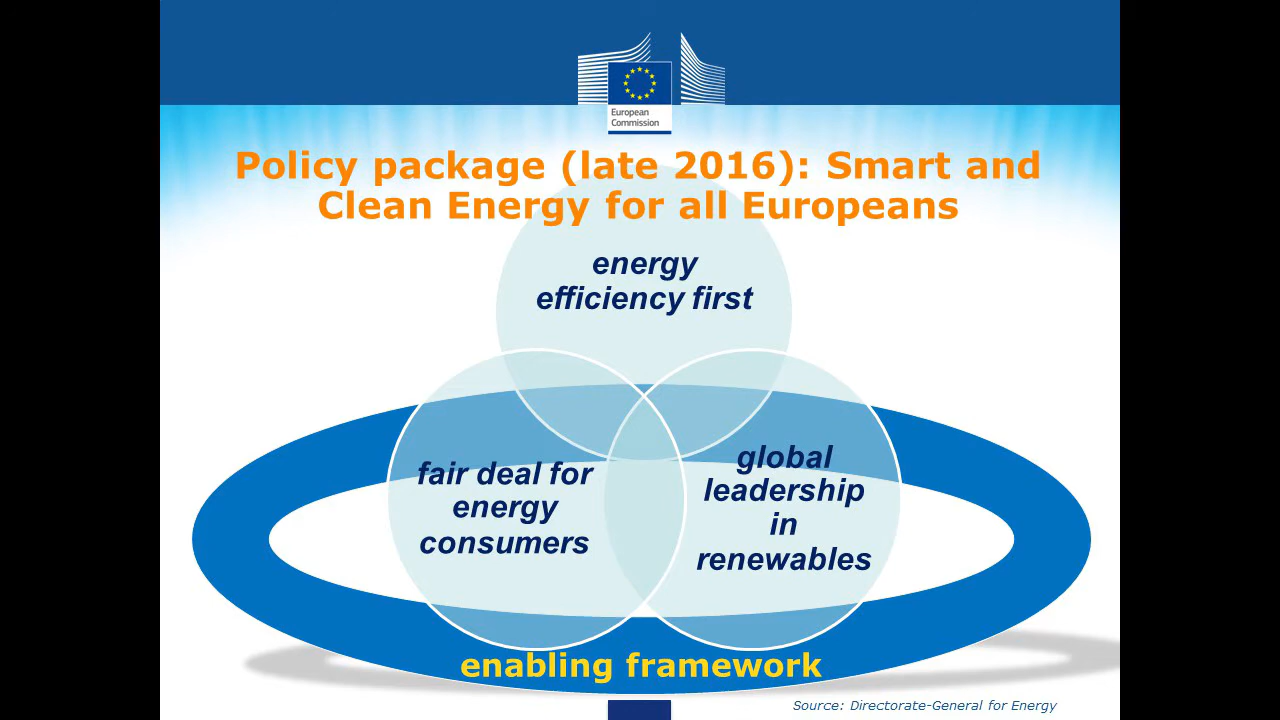 European
Commission
Policy package (late 2016): Smart and
Clean Energy for all Europeans
energy
efficiency first
fair deal for
energy
consumers
global
leadership
in
renewables
enabling framework
Source: Directorate-General for Energy